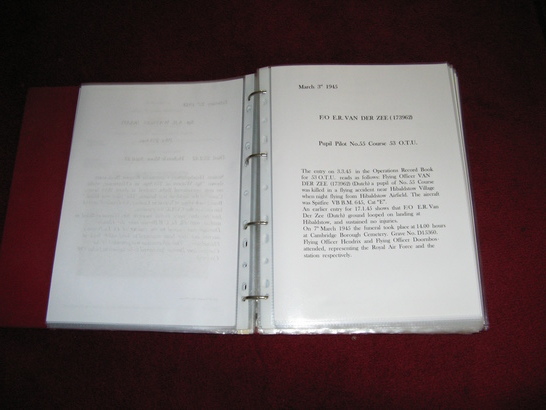 March 3rd 1945
F/O E.R. VAN DER ZEE (173962)
Pupil Pilot No.53 Course 53 O.T.U.
The entry on 3.3.45 in the Operations Record Book
for 53 O.T.U. reads as follows: Flying Officer VAN
DER ZEE (173962) (Dutch) a pupil of No. 53 Course
was killed in a flying accident near Hibaldstow Village
when night flying from Hibaldstow Airfield. The aircraft
was Spitfire VB B.M. 645, Cat "E".
An earlier entry for 17.1.45 shows that F/O E.R. Van
Der Zee (Dutch) ground looped on landing at
Hibaldstow, and sustained no injuries.
On 7th March 1945 the funeral took place at 14.00 hours
at Cambridge Borough Cemetery. Grave No. D15360.
Flying Officer Hendrix and Flying Officer Doornbos
attended, representing the Royal Air Force and the
station respectively.